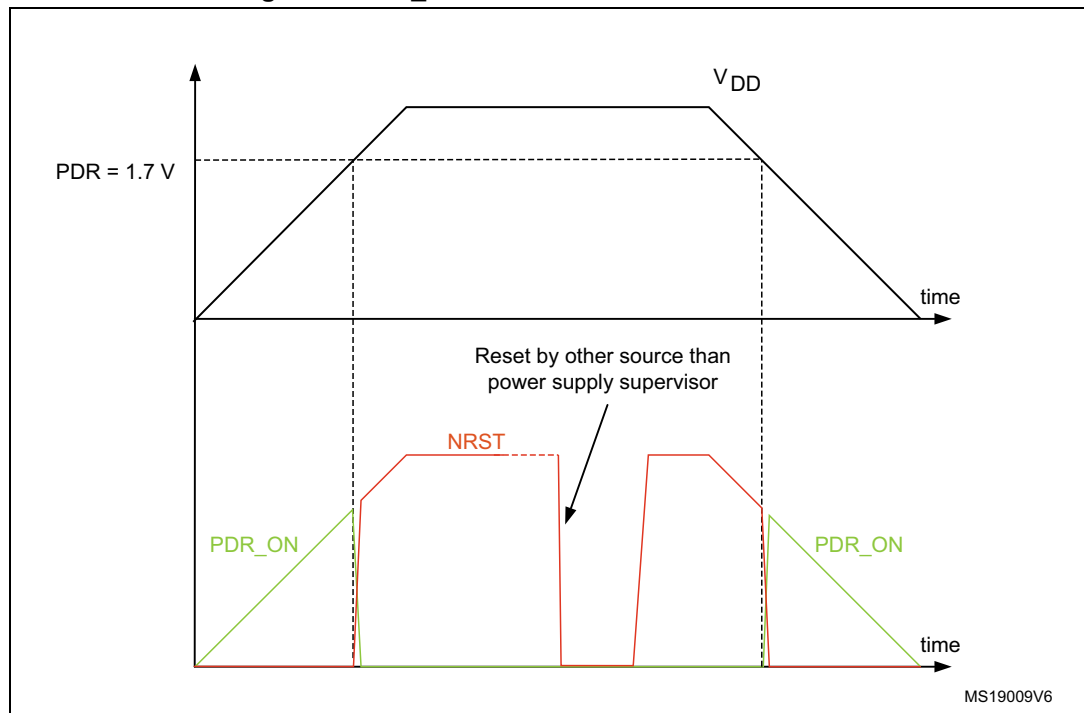 V DD
PDR = 1.7 V
time
Reset by other source than
power supply supervisor
NRST
PDR_ON
PDR_ON
time
MS19009V6